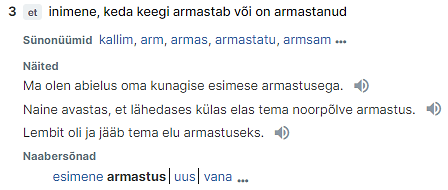 3 et inimene, keda keegi armastab või on armastanud
Sünonüümid kallim, arm, armas, armastatu, armsam •••
Näited
Ma olen abielus oma kunagise esimese armastusega.
Naine avastas, et lähedases külas elas tema noorpõlve armastus.
Lembit oli ja jääb tema elu armastuseks.
Naabersõnad
esimene armastus | uus | vana •••